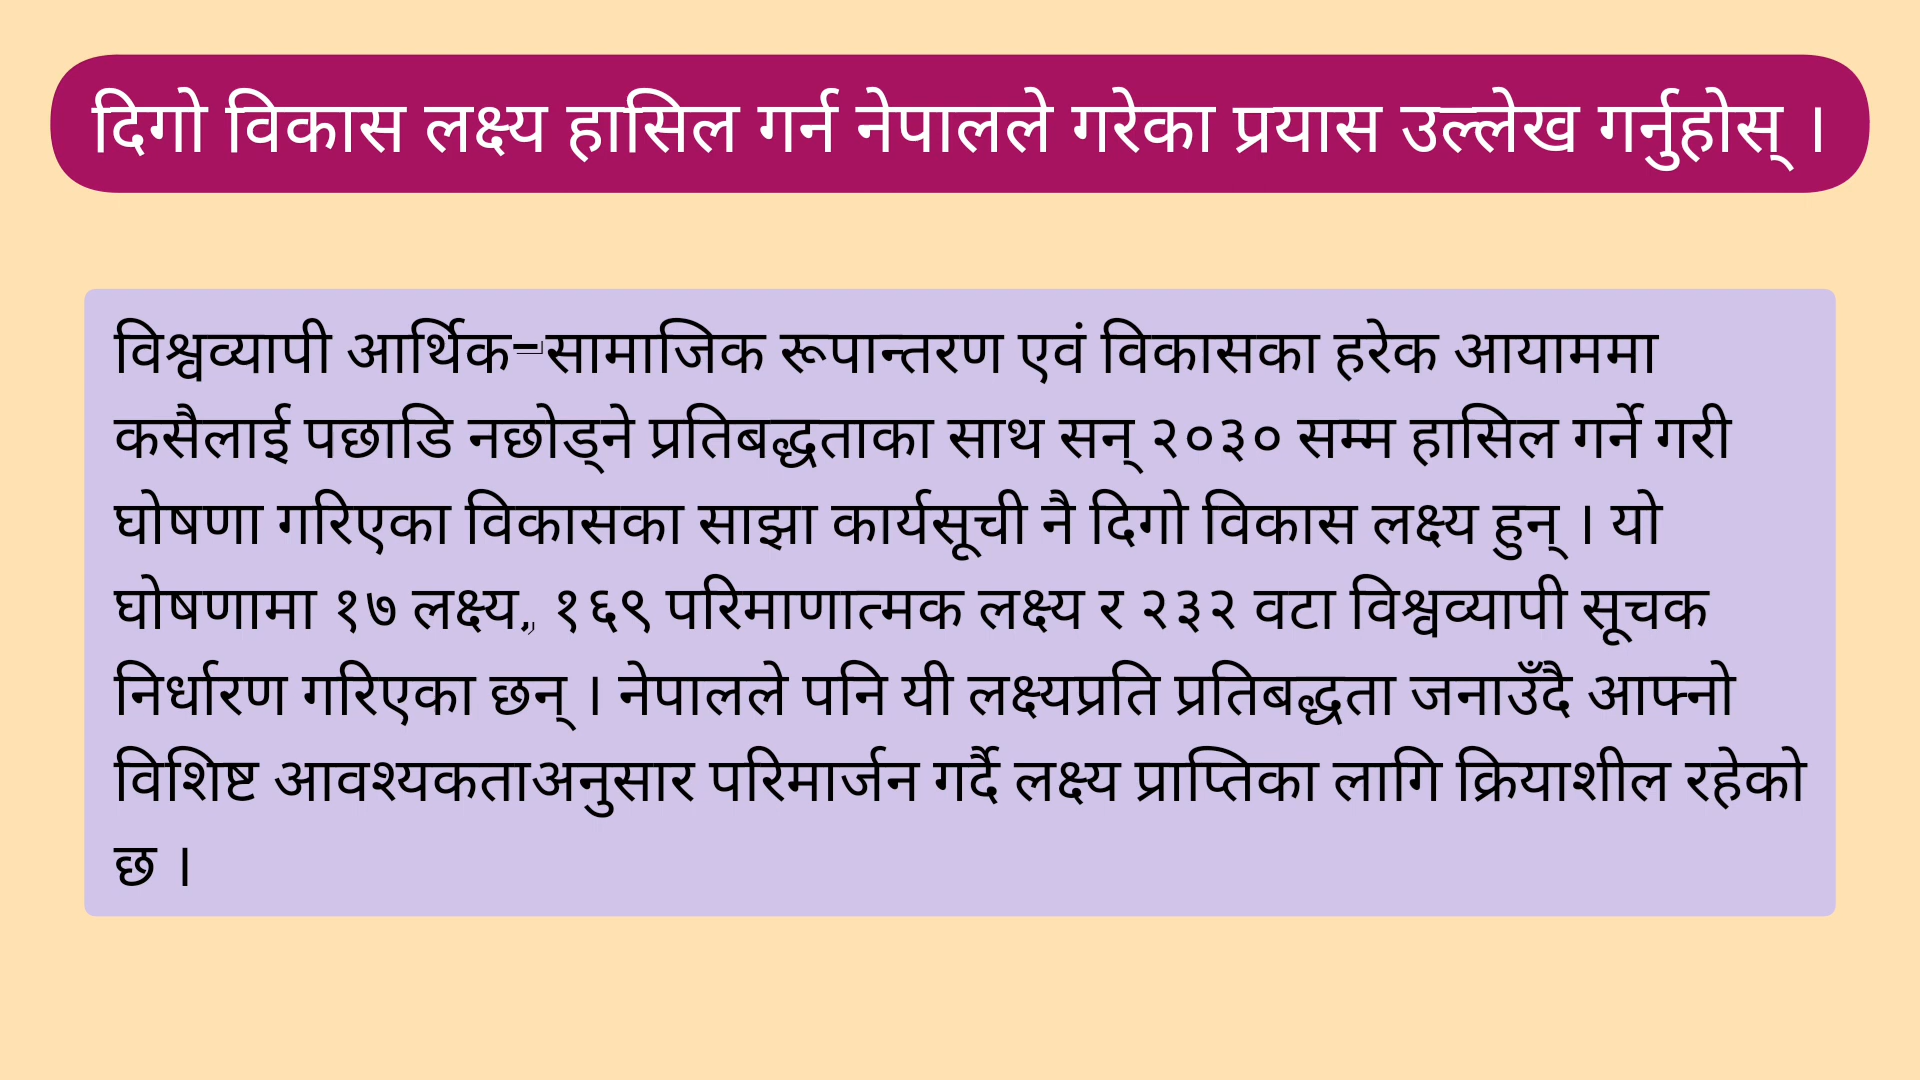 दिगो विकास लक्ष्य हासिल गर्न नेपालले गरेका प्रयास उल्लेख गर्नुहोस् ।
विश्वव्यापी आर्थिक–सामाजिक रूपान्तरण एवं विकासका हरेक आयाममा
कसैलाई पछाडि नछोड्ने प्रतिबद्धताका साथ सन् २०३० सम्म हासिल गर्ने गरी
घोषणा गरिएका विकासका साझा कार्यसूची नै दिगो विकास लक्ष्य हुन् । यो
घोषणामा १७ लक्ष्य, १६९ परिमाणात्मक लक्ष्य र २३२ वटा विश्वव्यापी सूचक
निर्धारण गरिएका छन् । नेपालले पनि यी लक्ष्यप्रति प्रतिबद्धता जनाउँदै आफ्नो
विशिष्ट आवश्यकताअनुसार परिमार्जन गर्दै लक्ष्य प्राप्तिका लागि क्रियाशील रहेको
छ ।